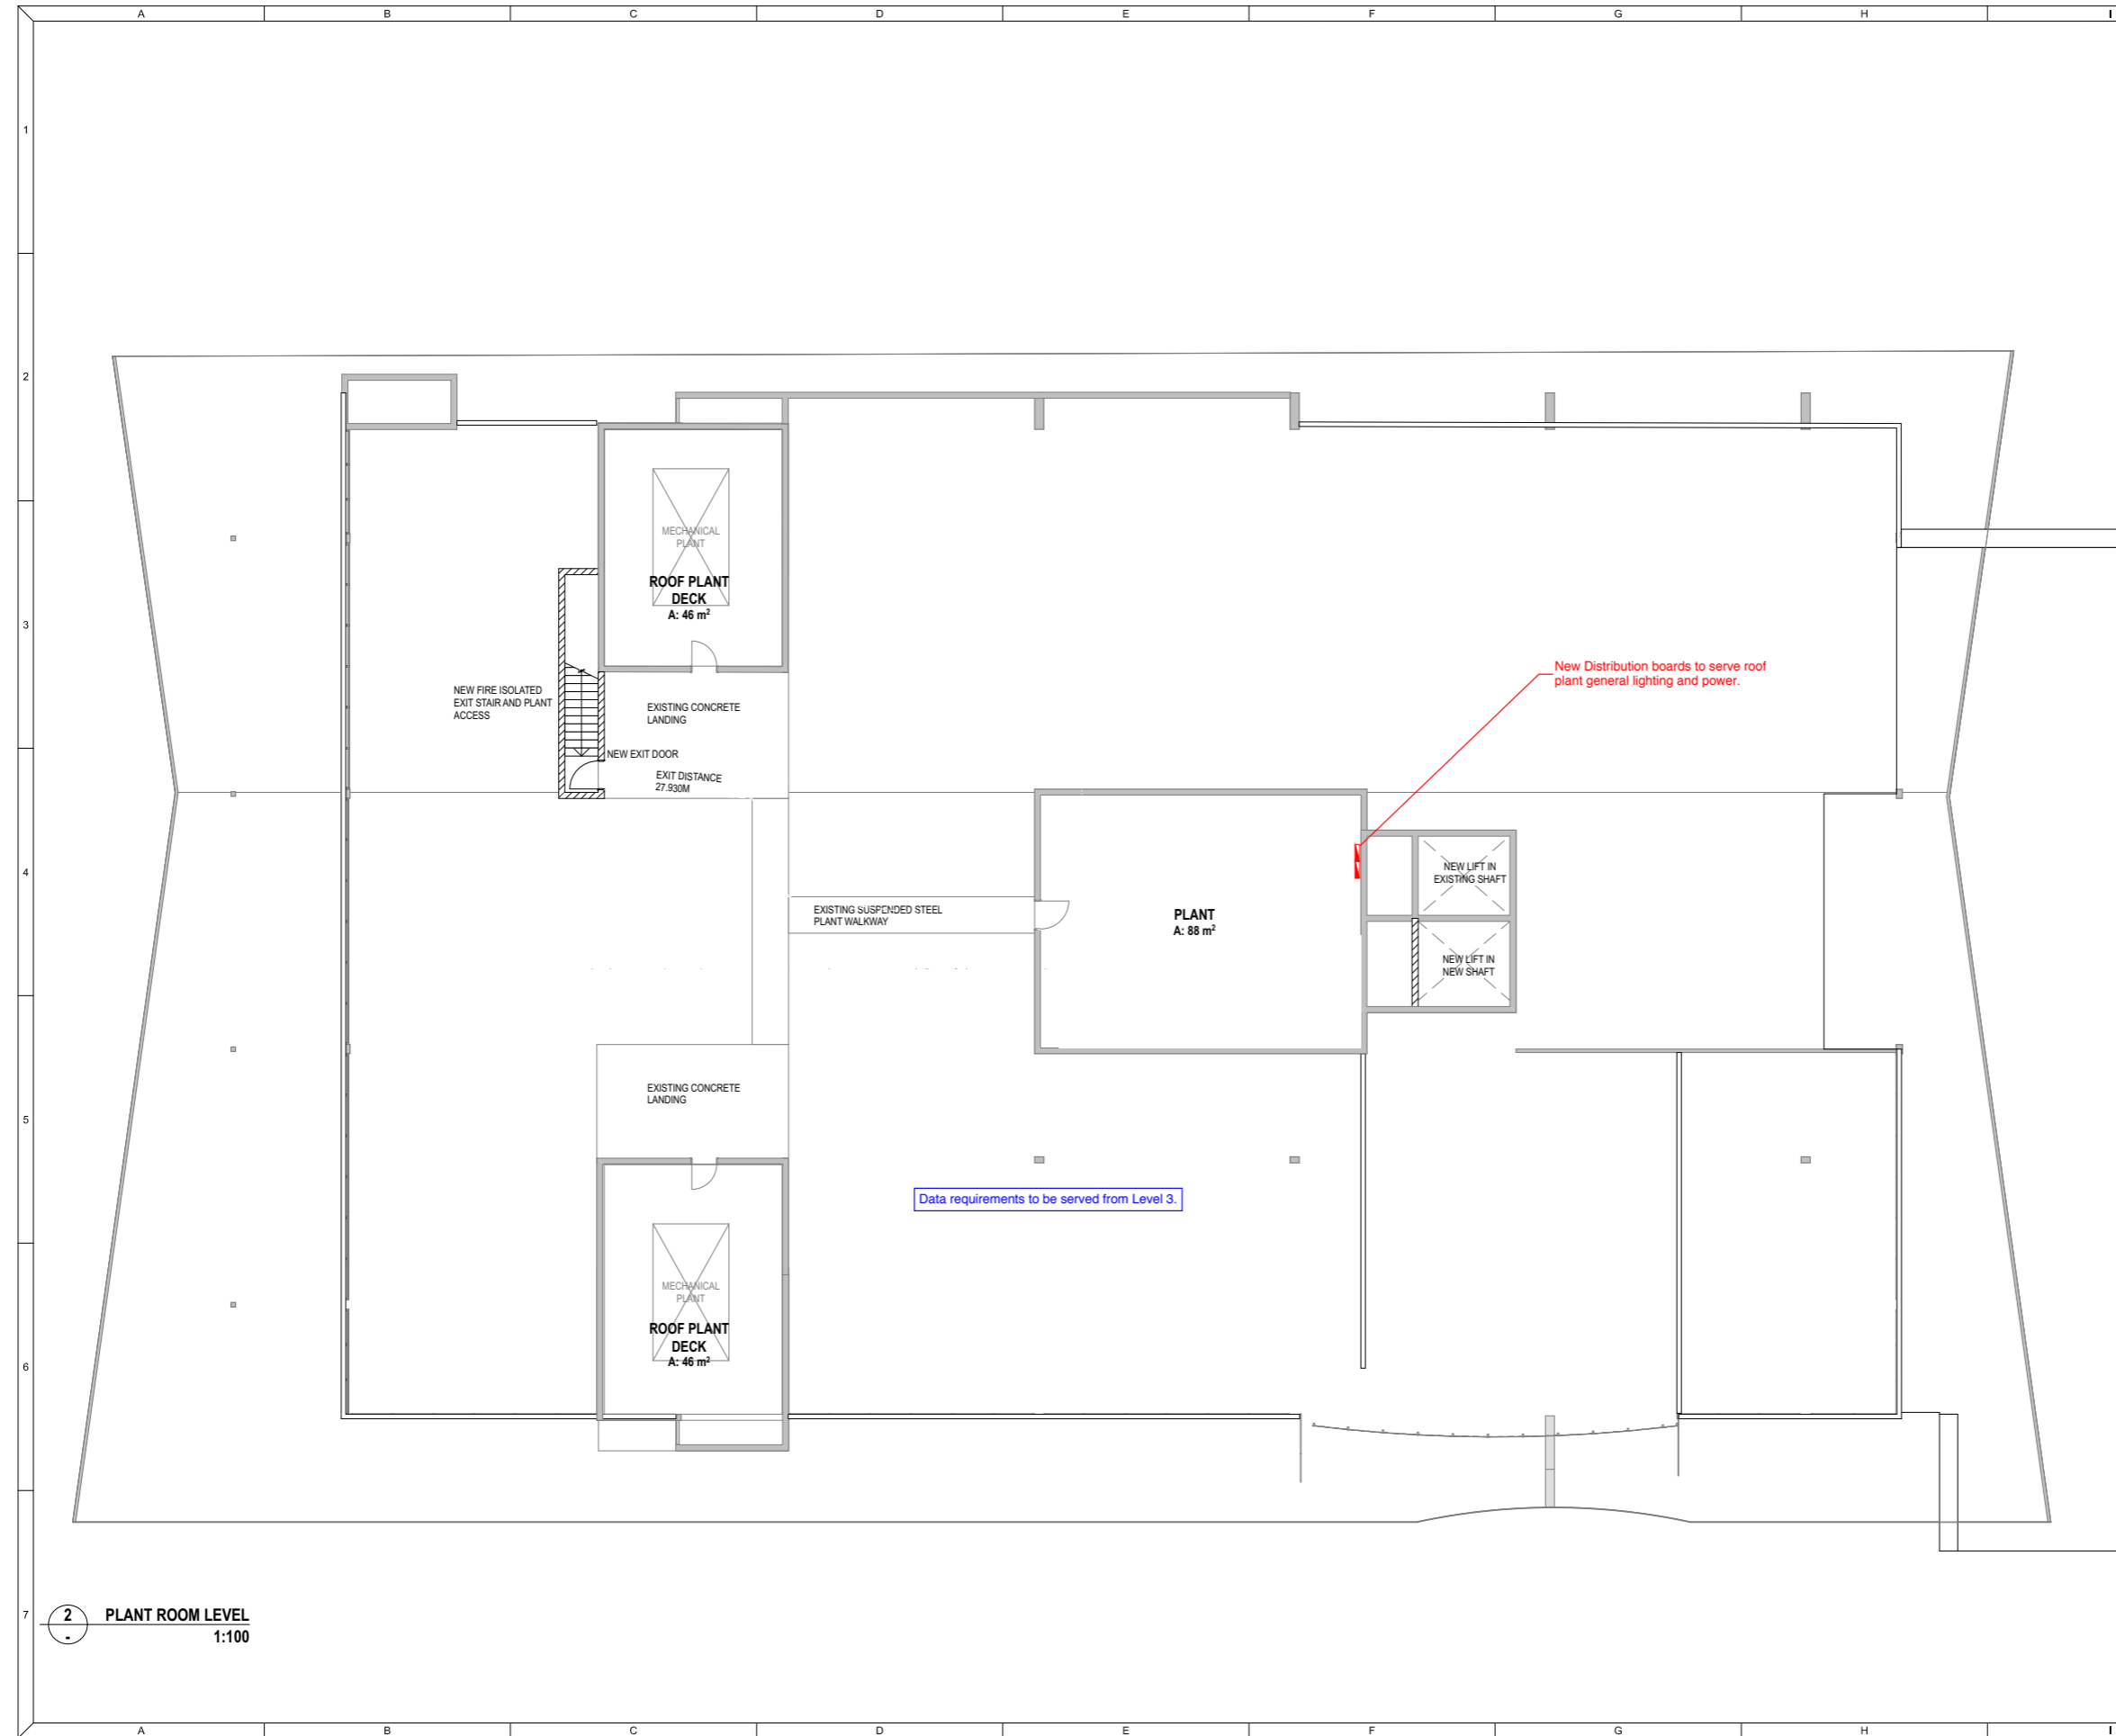 A B C D E F G H I
1
2
3
4
5
6
7
MECHANICAL
PLANT
ROOF PLANT
DECK
A: 46 m²
NEW FIRE ISOLATED
EXIT STAIR AND PLANT
ACCESS
EXISTING CONCRETE
LANDING
NEW EXIT DOOR
EXIT DISTANCE
27.930M
New Distribution boards to serve roof
plant general lighting and power.
NEW LIFT IN
EXISTING SHAFT
EXISTING SUSPENDED STEEL
PLANT WALKWAY
PLANT
A: 88 m²
NEW LIFT IN
NEW SHAFT
EXISTING CONCRETE
LANDING
Data requirements to be served from Level 3.
MECHANICAL
PLANT
ROOF PLANT
DECK
A: 46 m²
2
-
PLANT ROOM LEVEL
1:100
A B C D E F G H I